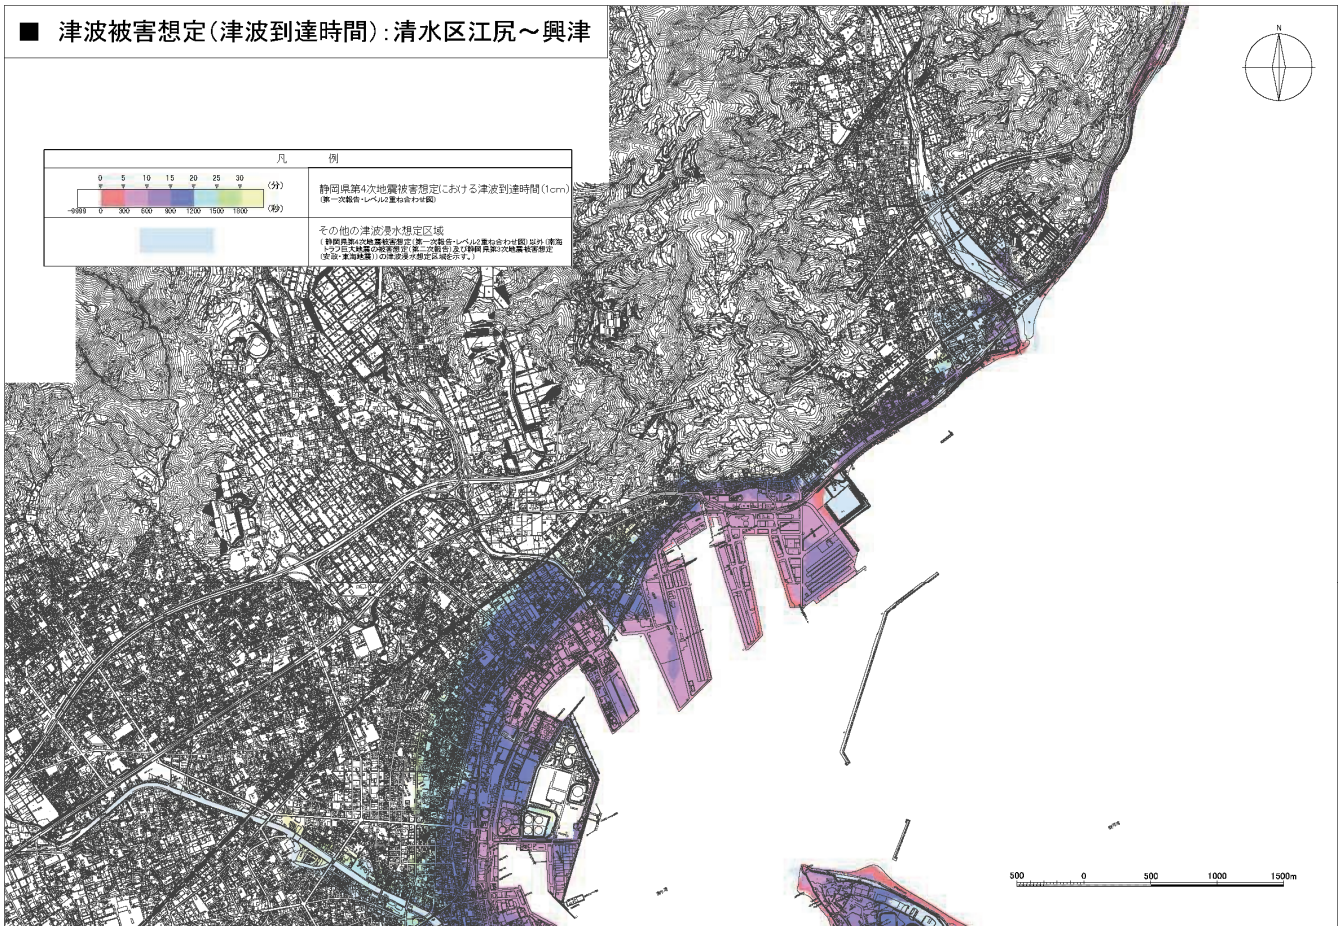 ■ 津波被害想定(津波到達時間):清水区江尻～興津
N
凡 例
0 5 10 15 20 25 30 (分)
-9999 0 300 600 900 1200 1500 1800 (秒)
静岡県第4次地震被害想定における津波到達時間(1cm)
(第一次報告・レベル2重ね合わせ図)
その他の津波浸水想定区域
(静岡県第4次地震被害想定(第一次報告・レベル2重ね合わせ図)以外(南海
トラフ巨大地震の被害想定(第二次報告)及び静岡県第3次地震被害想定
(安政・東海地震))の津波浸水想定区域を示す。)
500 0 500 1000 1500m